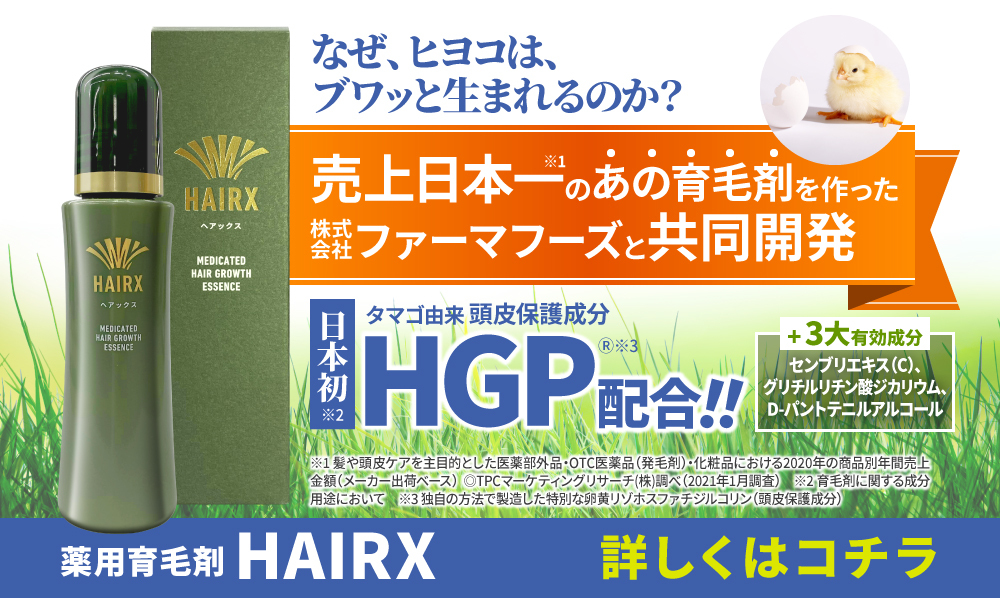 なぜ、ヒヨコは、
ブワッと生まれるのか?
売上日本一※1のあの育毛剤を作った
株式会社ファーマフーズと共同開発
日本初※2
タマゴ由来 頭皮保護成分
HGP®※3配合!!
+3大有効成分
センブリエキス(C)、
グリチルリチン酸ジカリウム、
D-パントテニルアルコール
※1 髪や頭皮ケアを主目的とした医薬部外品・OTC医薬品(発毛剤)・化粧品における2020年の商品別年間売上
金額(メーカー出荷ベース) ◎TPCマーケティングリサーチ(株)調べ(2021年1月調査) ※2 育毛剤に関する成分
用途において ※3 独自の方法で製造した特別な卵黄リゾホスファチジルコリン(頭皮保護成分)
HAIRX
ヘアックス
MEDICATED
HAIR GROWTH
ESSENCE
HAIRX
ヘアックス
MEDICATED
HAIR GROWTH
ESSENCE
薬用育毛剤 HAIRX
詳しくはコチラ